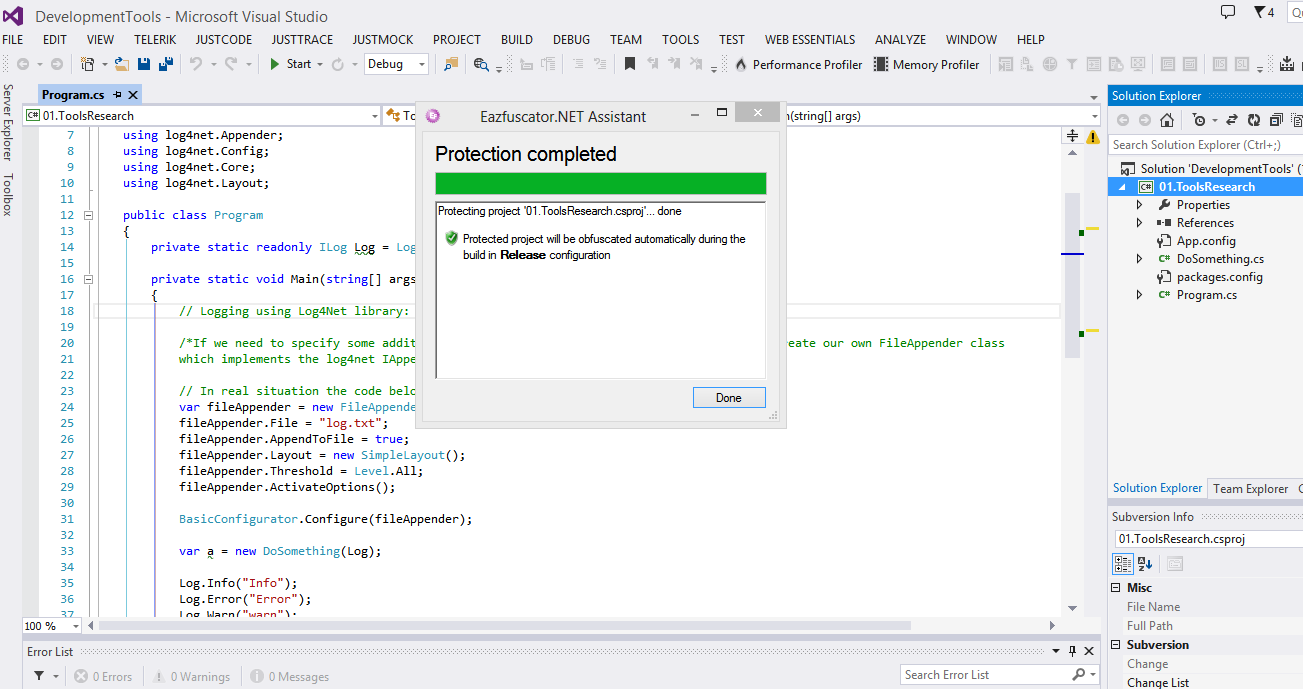 DevelopmentTools - Microsoft Visual Studio
4
FILE EDIT VIEW TELERIK JUSTCODE JUSTTRACE JUSTMOCK PROJECT BUILD DEBUG TEAM TOOLS TEST WEB ESSENTIALS ANALYZE WINDOW HELP
Start Debug Performance Profiler Memory Profiler
Server Explorer
Toolbox
Program.cs
C# 01.ToolsResearch
(string[] args)
7 using log4net.Appender;
8 using log4net.Config;
9 using log4net.Core;
10 using log4net.Layout;
11
12 public class Program
13 {
14 private static readonly ILog Log = Log
15
16 private static void Main(string[] args
17 {
18 // Logging using Log4Net library:
19
20 /*If we need to specify some addit eate our own FileAppender class
21 which implements the log4net IAppe
22
23 // In real situation the code belo
24 var fileAppender = new FileAppende
25 fileAppender.File = "log.txt";
26 fileAppender.AppendToFile = true;
27 fileAppender.Layout = new SimpleLayout();
28 fileAppender.Threshold = Level.All;
29 fileAppender.ActivateOptions();
30
31 BasicConfigurator.Configure(fileAppender);
32
33 var a = new DoSomething(Log);
34
35 Log.Info("Info");
36 Log.Error("Error");
37 Log.Warn("warn");
100 %
Eazfuscator.NET Assistant
Protection completed
Protecting project '01.ToolsResearch.csproj'... done
Protected project will be obfuscated automatically during the
build in Release configuration
Done
Error List
0 Errors 0 Warnings 0 Messages
Search Error List
Solution Explorer
Search Solution Explorer (Ctrl+;)
Solution 'DevelopmentTools' (
C# 01.ToolsResearch
Properties
References
App.config
C# DoSomething.cs
packages.config
C# Program.cs
Solution Explorer Team Explorer
Subversion Info
01.ToolsResearch.csproj
Misc
File Name
Full Path
Subversion
Change
Change List